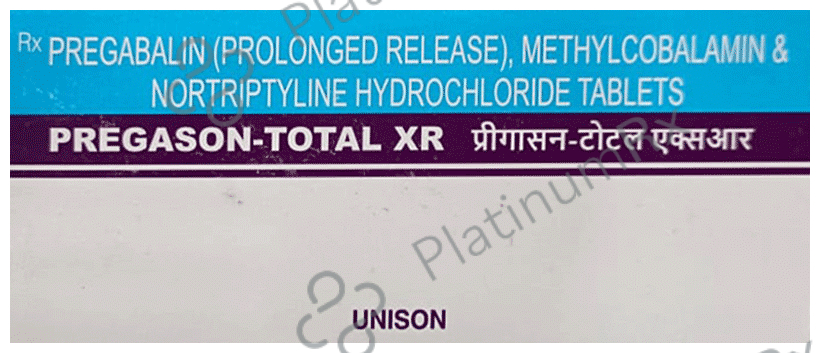 Rx PREGABALIN (PROLONGED RELEASE), METHYLCOBALAMIN &
NORTRIPTYLINE HYDROCHLORIDE TABLETS
PREGASON-TOTAL XR प्रीगासन-टोटल एक्सआर
PlatinumRx
UNISON